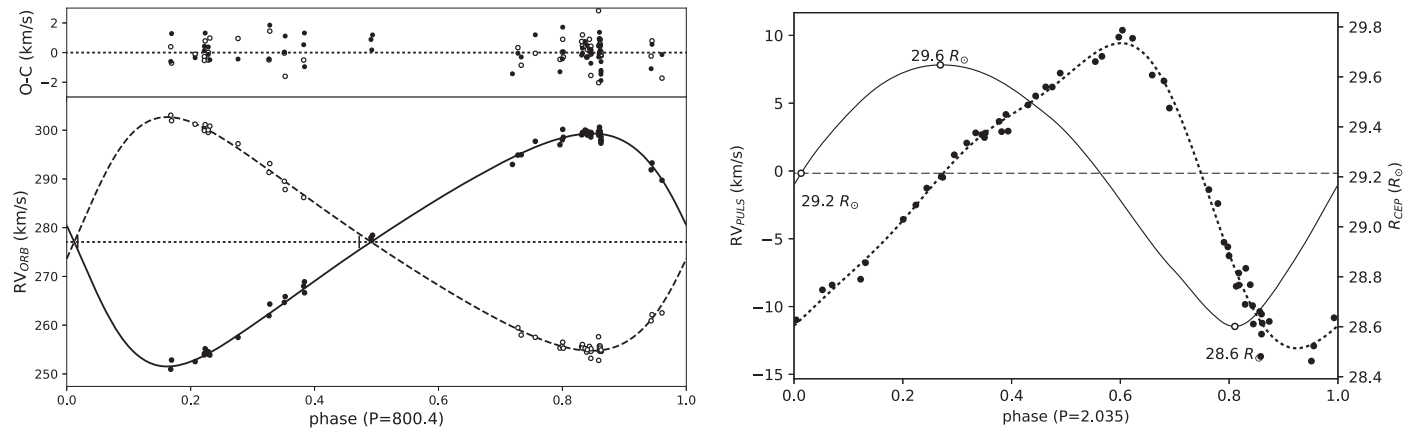 O-C (km/s)
2
0
−2
RV_ORB (km/s)
300
290
280
270
260
250
0.0 0.2 0.4 0.6 0.8 1.0
phase (P=800.4)
RV_PULS (km/s)
10
5
0
−5
−10
−15
29.6 R☉
29.2 R☉
28.6 R☉
0.0 0.2 0.4 0.6 0.8 1.0
phase (P=2.035)
29.8
29.6
29.4
29.2
29.0
28.8
28.6
28.4
R_CEP (R☉)